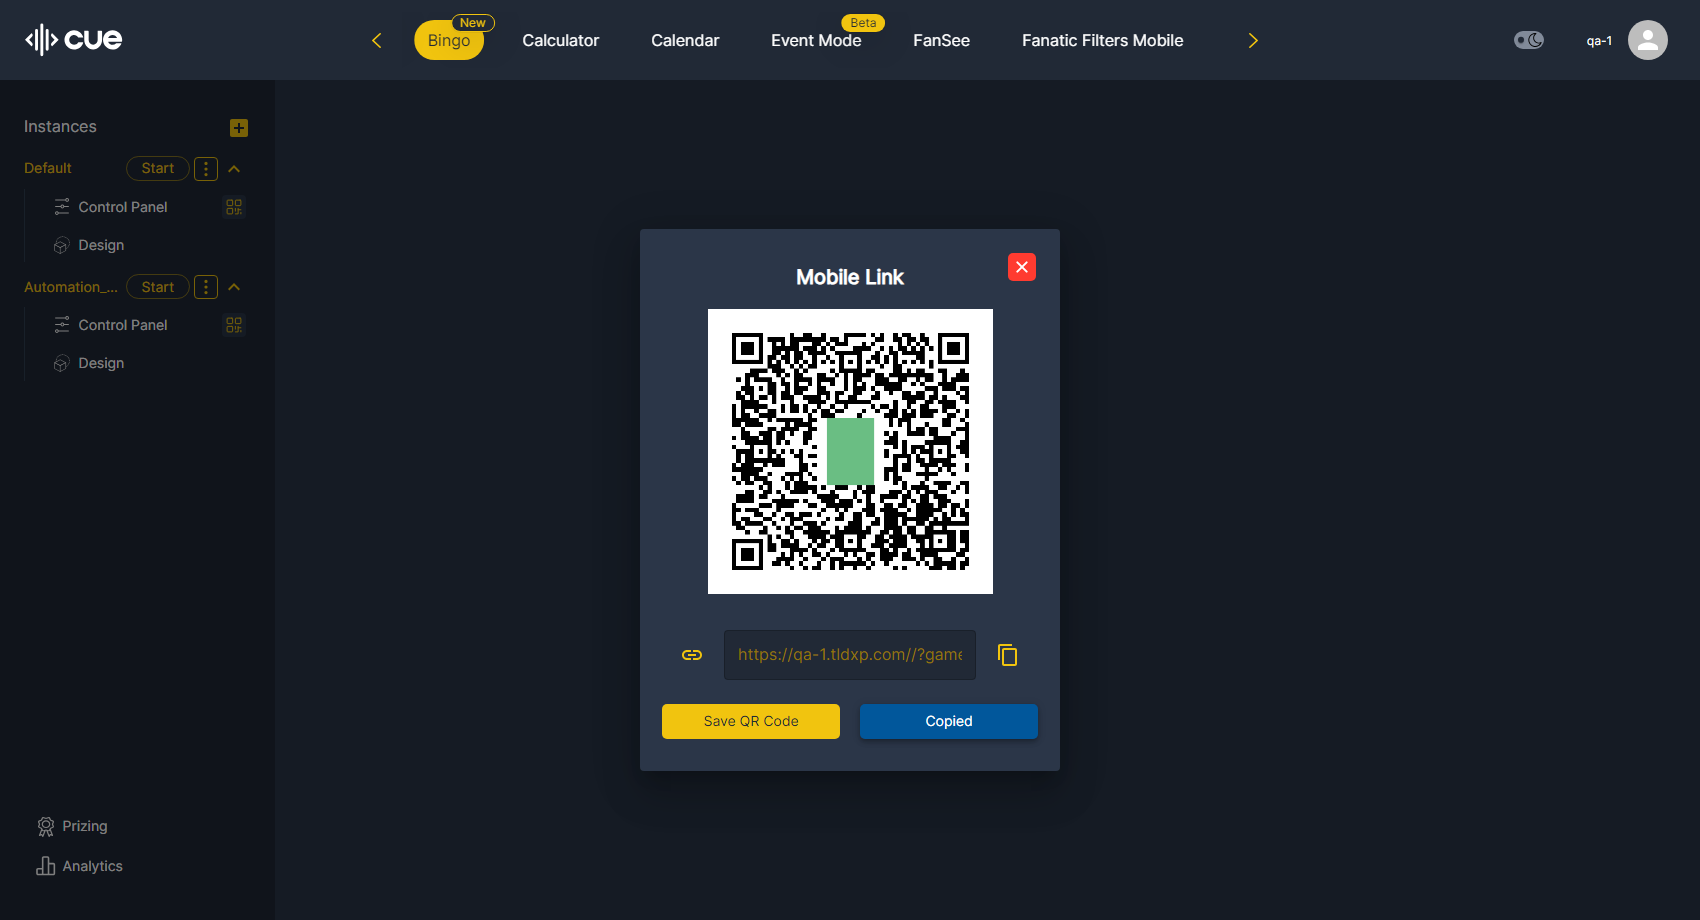 cue
Bingo
New
Calculator
Calendar
Event Mode
Beta
FanSee
Fanatic Filters Mobile
qa-1
Instances
Default
Start
Control Panel
Design
Automation_...
Start
Control Panel
Design
Prizing
Analytics
Mobile Link
https://qa-1.tldxp.com//?game
Save QR Code
Copied